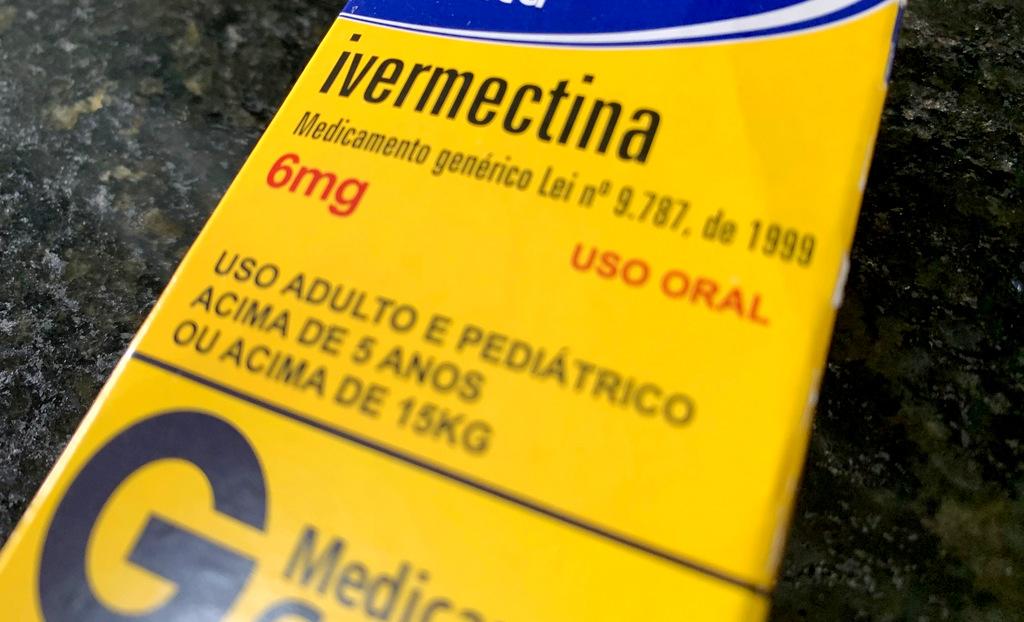 ivermectina
Medicamento genérico Lei nº 9.787, de 1999
6mg
USO ORAL
USO ADULTO E PEDIÁTRICO
ACIMA DE 5 ANOS
OU ACIMA DE 15KG
G